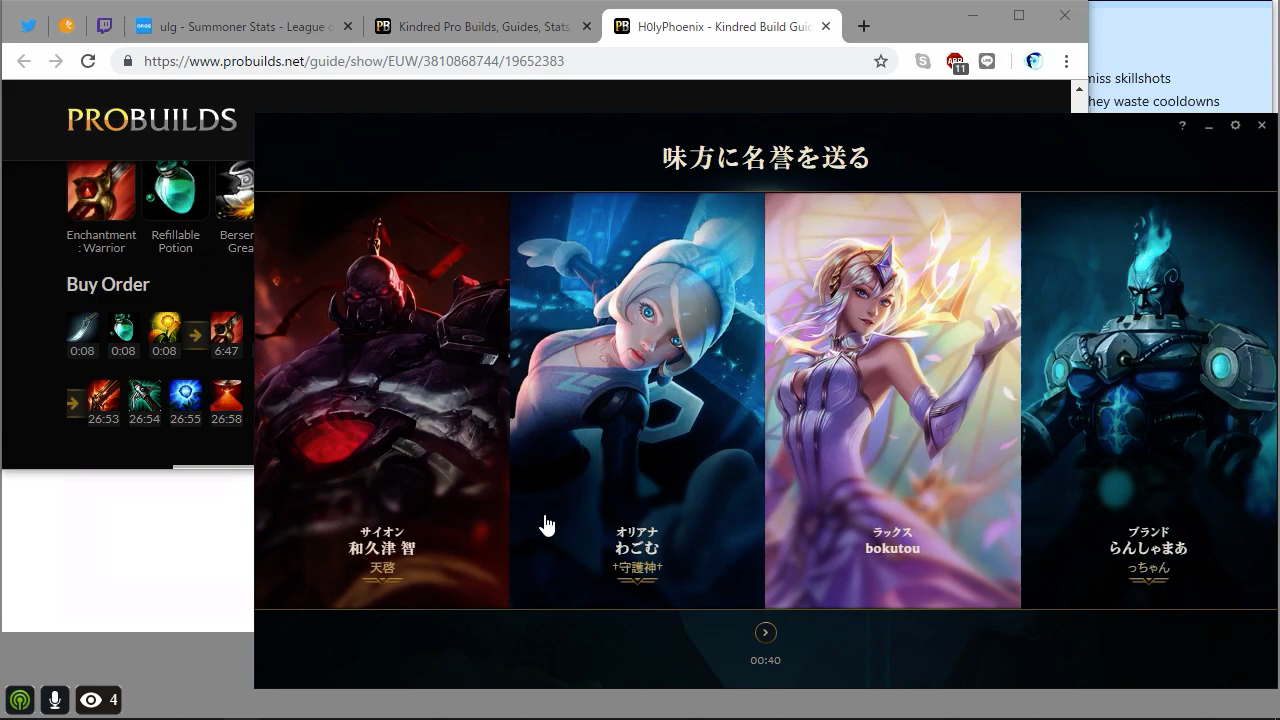 ulg - Summoner Stats - League o
Kindred Pro Builds, Guides, Stats,
H0lyPhoenix - Kindred Build Guid
https://www.probuilds.net/guide/show/EUW/3810868744/19652383
11
miss skillshots
hey waste cooldowns
PROBUILDS
Enchantment
: Warrior
Refillable
Potion
Berser
Grea
Buy Order
0:08 0:08 0:08 6:47
26:53 26:54 26:55 26:58
味方に名誉を送る
サイオン
和久津 智
天啓
オリアナ
わごむ
†守護神†
ラックス
bokutou
ブランド
らんしゃまあ
っちゃん
00:40
4